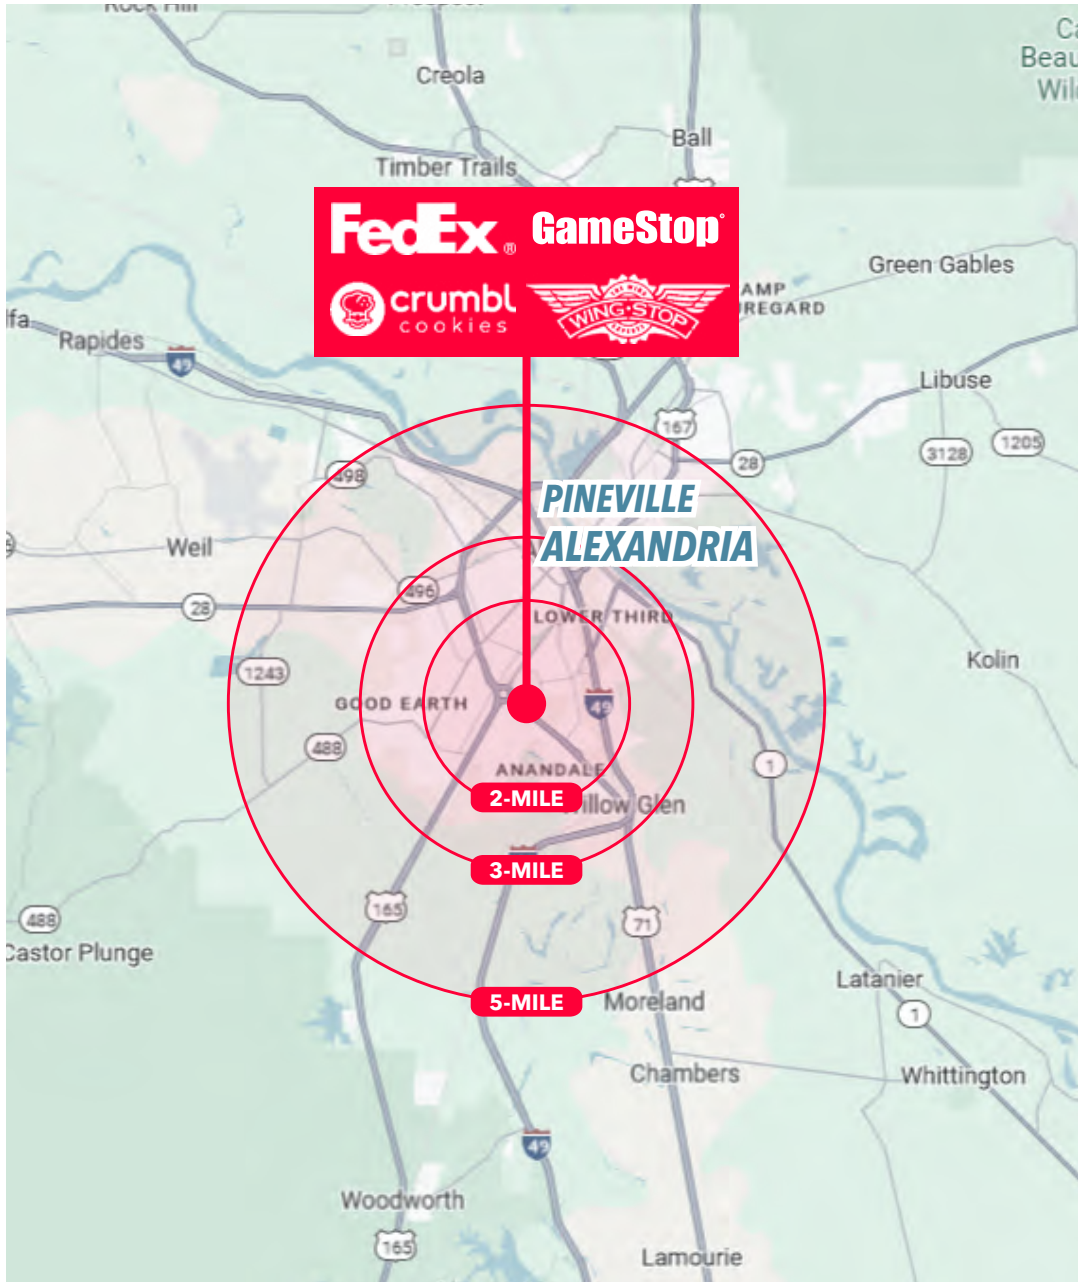 Rock Hill
Creola
Ball
Timber Trails
FedEx®
GameStop
crumbl
cookies
WING·STOP
Green Gables
Rapides
49
Libuse
167
1205
3128
28
498
PINEVILLE
ALEXANDRIA
Weil
496
28
LOWER THIRD
Kolin
1243
GOOD EARTH
49
488
1
ANANDALE
2-MILE
Willow Glen
3-MILE
165
488
71
Castor Plunge
Latanier
5-MILE
Moreland
1
Chambers
Whittington
49
Woodworth
165
Lamourie